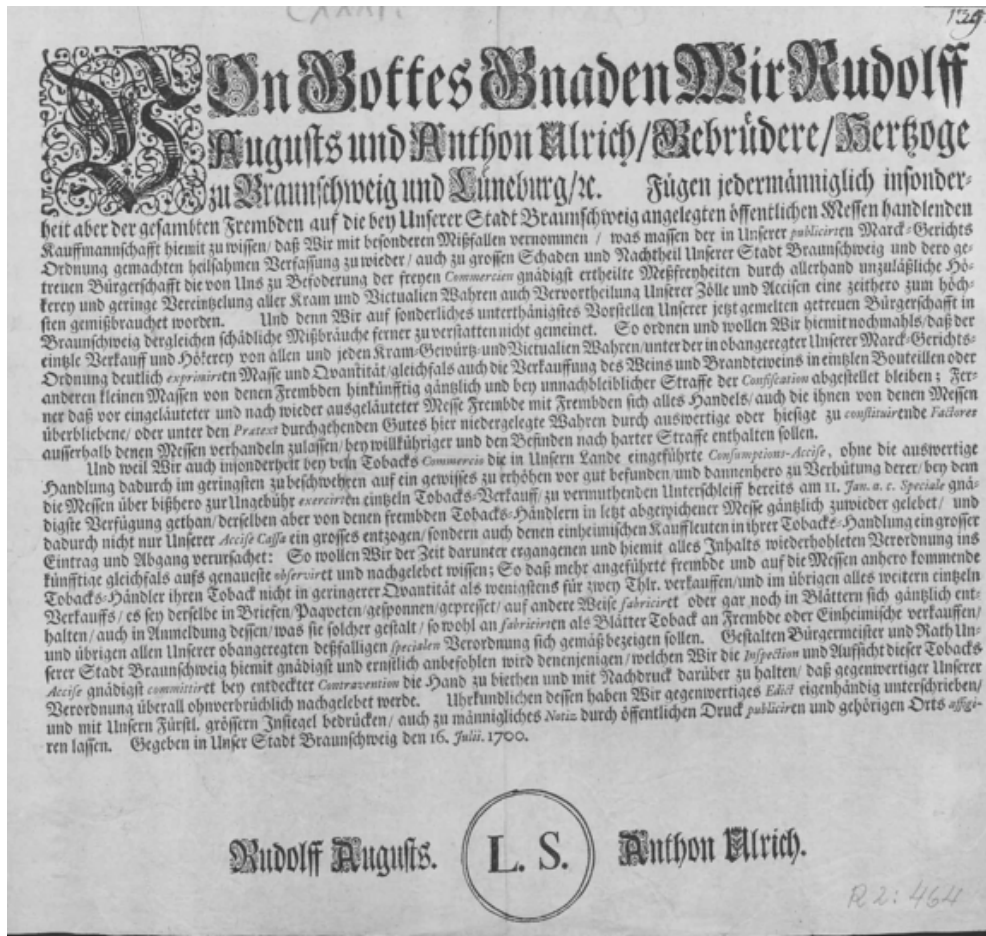 CXXXI.
139.
VOn Gottes Gnaden Wir Rudolff
Augusts und Anthon Ulrich/Gebrüdere/Hertzoge
zu Braunschweig und Lüneburg/ꝛc. Fügen jedermänniglich insonder-
heit aber der gesambten Frembden auf die bey Unserer Stadt Braunschweig angelegten öffentlichen Messen handlenden
Kauffmannschafft hiemit zu wissen/ daß Wir mit besonderen Mißfallen vernommen / was massen der in Unserer publicirten Marck-Gerichts
Ordnung gemachten heilsahmen Verfassung zu wieder/ auch zu grossen Schaden und Nachtheil Unserer Stadt Braunschweig und dero ge-
treuen Bürgerschafft die von Uns zu Befoderung der freyen Commercien gnädigst ertheilte Meßfreyheiten durch allerhand unzuläßliche Hö-
kerey und geringe Vereintzelung aller Kram und Victualien Wahren auch Vervortheilung Unserer Zölle und Accisen eine zeithero zum höch-
sten gemißbrauchet worden. Und denn Wir auf sonderliches unterthänigstes Vorstellen Unserer jetzt gemelten getreuen Bürgerschafft in
Braunschweig dergleichen schädliche Mißbräuche ferner zu verstatten nicht gemeinet. So ordnen und wollen Wir hiemit nochmahls/daß der
eintzle Verkauff und Hökerey von allen und jeden Kram-Gewürtz-und Victualien Wahren/unter der in obangeregter Unserer Marck-Gerichts-
Ordnung deutlich exprimirten Masse und Qvantität/gleichfals auch die Verkauffung des Weins und Brandteweins in eintzlen Bouteillen oder
anderen kleinen Massen von denen Frembden hinkünfftig gäntzlich und bey unnachbleiblicher Straffe der Confiscation abgestellet bleiben; Fer-
ner daß vor eingeläuteter und nach wieder ausgeläuteter Messe Frembde mit Frembden sich alles Handels/auch die ihnen von denen Messen
überbliebene/ oder unter den Prætext durchgehenden Gutes hier niedergelegte Wahren durch auswertige oder hiesige zu constituirende Factores
ausserhalb denen Messen verhandeln zulassen/ bey willkühriger und den Befinden nach harter Straffe enthalten sollen.
Und weil Wir auch insonderheit bey dem Tobacks Commercio die in Unsern Lande eingeführte Consumptions-Accise, ohne die auswertige
Handlung dadurch im geringsten zu beschwehren auf ein gewisses zu erhöhen vor gut befunden/und dannenhero zu Verhütung derer/ bey dem
die Messen über bißhero zur Ungebühr exercirten eintzeln Tobacks-Verkauff/ zu vermuthenden Unterschleiff bereits am 11. Jan. a. c. Speciale gnä-
digste Verfügung gethan/derselben aber von denen frembden Tobacks-Händlern in letzt abgewichener Messe gäntzlich zuwieder gelebet/ und
dadurch nicht nur Unserer Accise Cassa ein grosses entzogen/sondern auch denen einheimischen Kauffleuten in ihrer Tobacks-Handlung ein grosser
Eintrag und Abgang verursachet: So wollen Wir der Zeit darunter ergangenen und hiemit alles Inhalts wiederhohleten Verordnung ins
künfftige gleichfals aufs genaueste observiret und nachgelebet wissen; So daß mehr angeführte frembde und auf die Messen anhero kommende
Tobacks-Händler ihren Toback nicht in geringerer Qvantität als wenigstens für zwey Thlr. verkauffen/und im übrigen alles weitern eintzeln
Verkauffs/ es sey derselbe in Briefen/Paqveten/gesponnen/gepresset/ auf andere Weise fabriciret oder gar noch in Blättern sich gäntzlich ent-
halten/ auch in Anmeldung dessen/was sie solcher gestalt/ so wohl an fabricirten als Blätter Toback an Frembde oder Einheimische verkauffen/
und übrigen allen Unserer obangeregten deßfalligen specialen Verordnung sich gemäß bezeigen sollen. Gestalten Bürgermeister und Rath Un-
serer Stadt Braunschweig hiemit gnädigst und ernstlich anbefohlen wird denenjenigen/ welchen Wir die Inspection und Aufsicht dieser Tobacks
Accise gnädigst committiret bey entdeckter Contravention die Hand zu biethen und mit Nachdruck darüber zu halten/ daß gegenwertiger Unserer
Verordnung überall ohnverbrüchlich nachgelebet werde. Uhrkundlichen dessen haben Wir gegenwertiges Edict eigenhändig unterschrieben/
und mit Unsern Fürstl. grössern Insiegel bedrücken/ auch zu männigliches Notiz durch öffentlichen Druck publiciren und gehörigen Orts affigi-
ren lassen. Gegeben in Unser Stadt Braunschweig den 16. Julii. 1700.
Rudolff Augusts. L. S. Anthon Ulrich.
R 2: 464